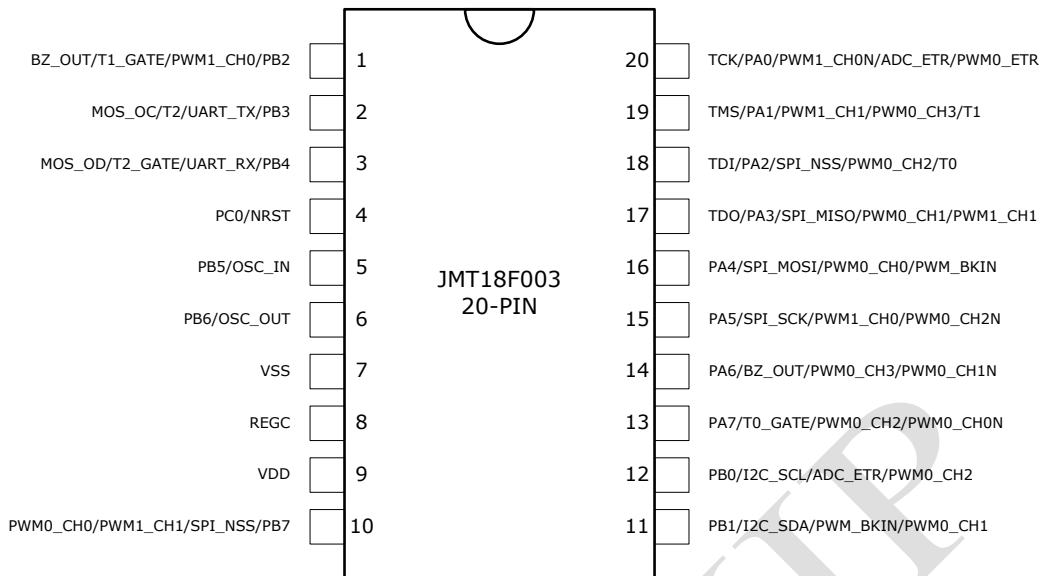 BZ_OUT/T1_GATE/PWM1_CH0/PB2 1 20 TCK/PA0/PWM1_CH0N/ADC_ETR/PWM0_ETR
MOS_OC/T2/UART_TX/PB3 2 19 TMS/PA1/PWM1_CH1/PWM0_CH3/T1
MOS_OD/T2_GATE/UART_RX/PB4 3 18 TDI/PA2/SPI_NSS/PWM0_CH2/T0
PC0/NRST 4 17 TDO/PA3/SPI_MISO/PWM0_CH1/PWM1_CH1
PB5/OSC_IN 5 16 PA4/SPI_MOSI/PWM0_CH0/PWM_BKIN
JMT18F003
20-PIN
PB6/OSC_OUT 6 15 PA5/SPI_SCK/PWM1_CH0/PWM0_CH2N
VSS 7 14 PA6/BZ_OUT/PWM0_CH3/PWM0_CH1N
REGC 8 13 PA7/T0_GATE/PWM0_CH2/PWM0_CH0N
VDD 9 12 PB0/I2C_SCL/ADC_ETR/PWM0_CH2
PWM0_CH0/PWM1_CH1/SPI_NSS/PB7 10 11 PB1/I2C_SDA/PWM_BKIN/PWM0_CH1